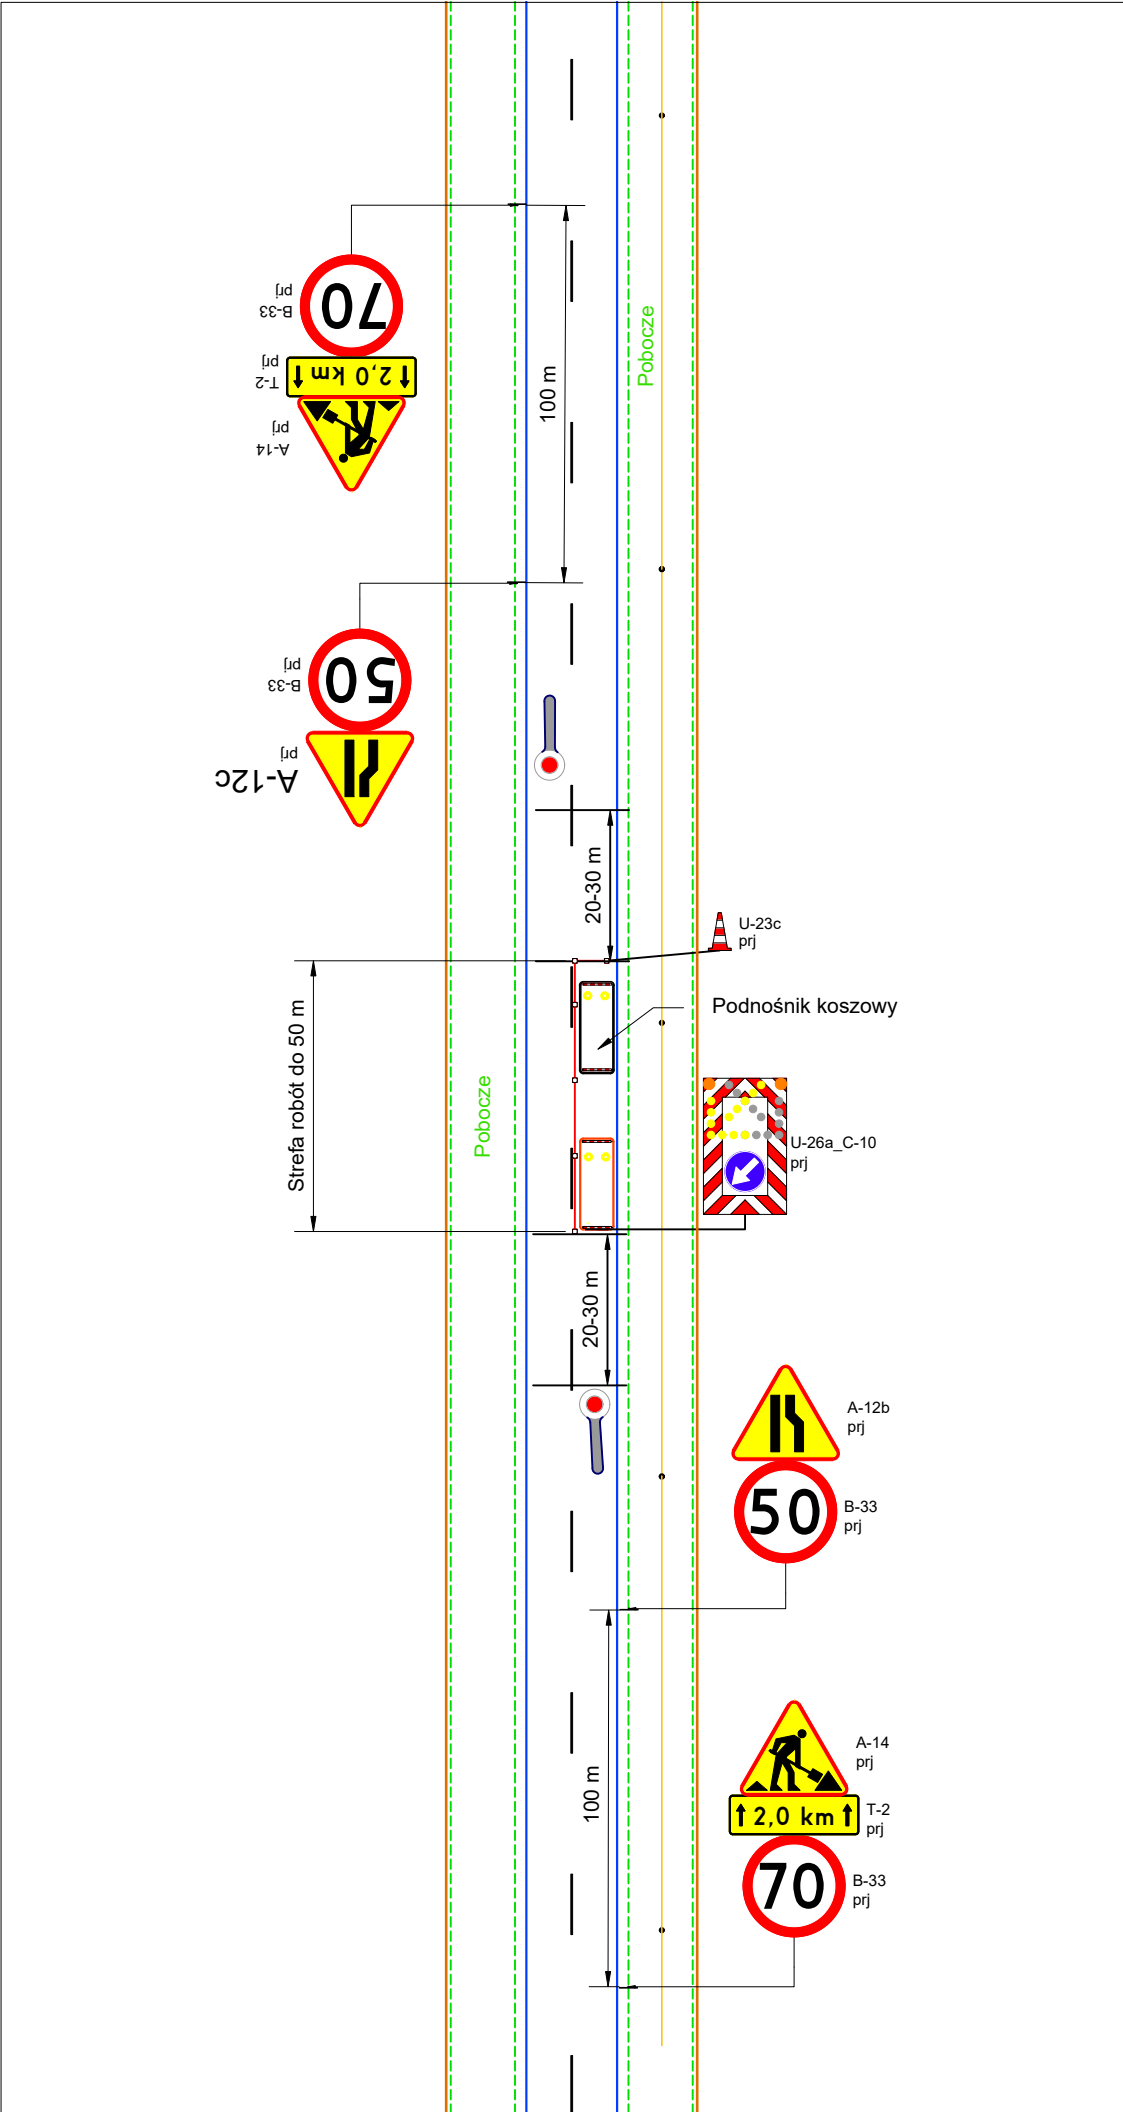 70
B-33
prj
2,0 km
T-2
prj
A-14
prj
100 m
Pobocze
50
B-33
prj
A-12c
prj
20-30 m
U-23c
prj
Podnośnik koszowy
Strefa robót do 50 m
Pobocze
U-26a_C-10
prj
20-30 m
A-12b
prj
50
B-33
prj
100 m
A-14
prj
2,0 km
T-2
prj
70
B-33
prj